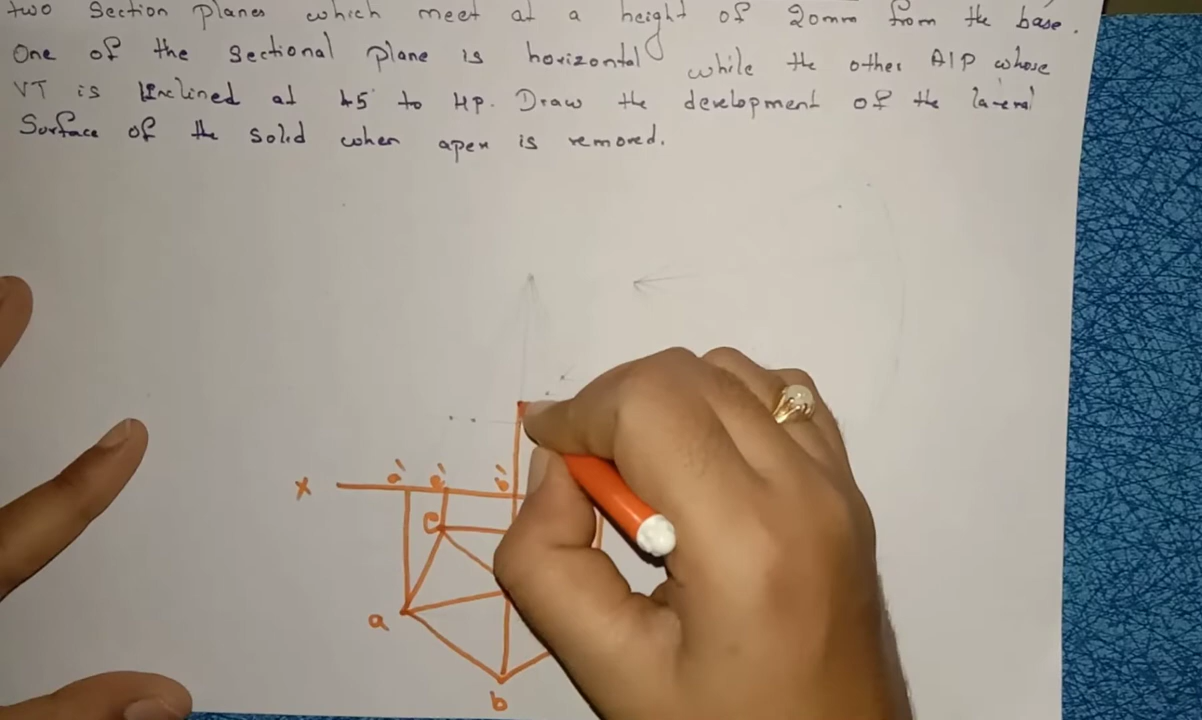 two Section planes which meet at a height of 20mm from the base.
One of the Sectional plane is horizontal while the other AIP whose
VT is Inclined at 45° to HP. Draw the development of the lateral
Surface of the solid when apex is removed.
X a' e' b'
e
a
b